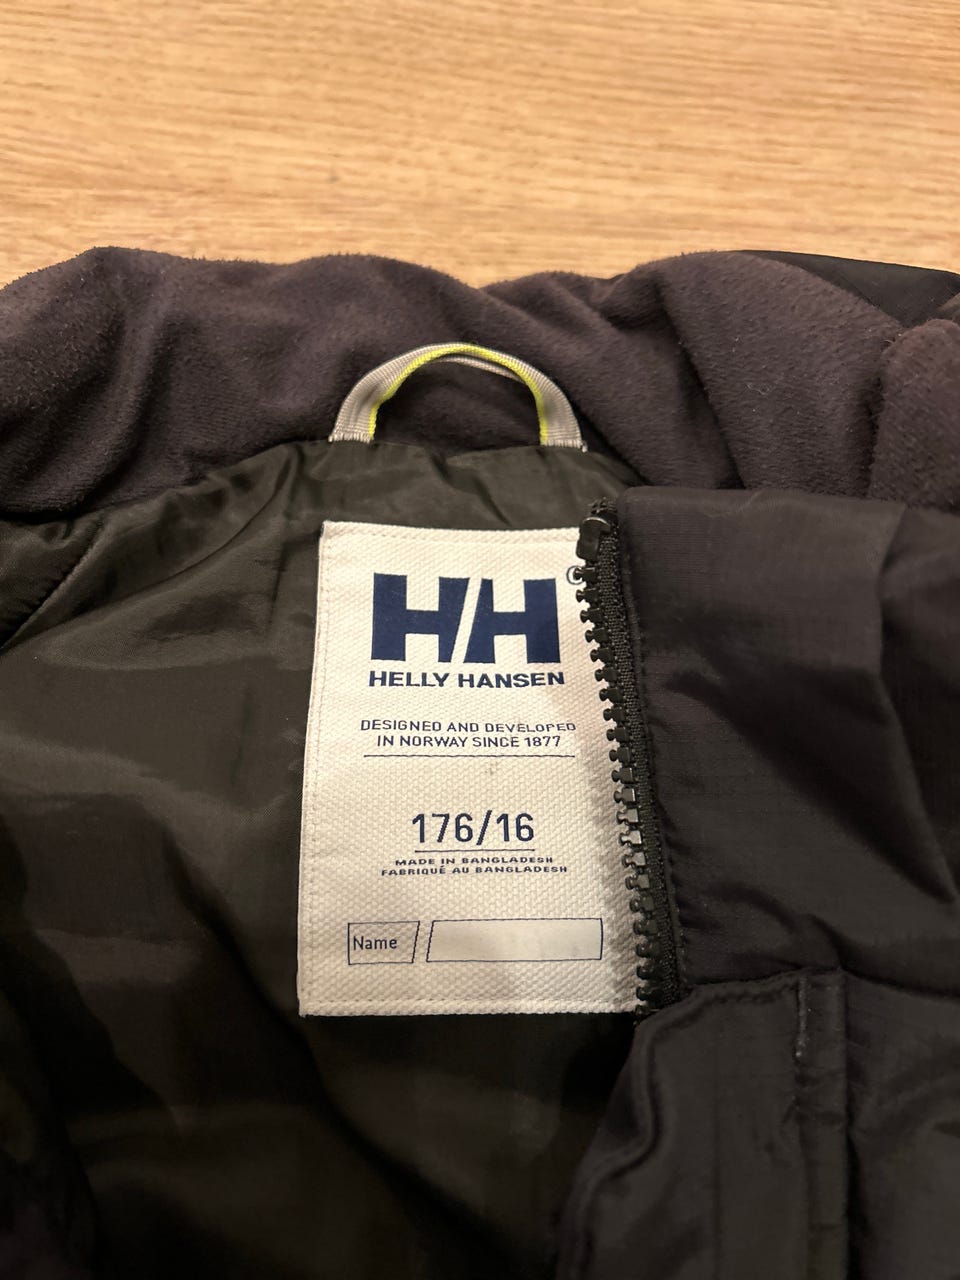 HH
HELLY HANSEN
DESIGNED AND DEVELOPED
IN NORWAY SINCE 1877
176/16
MADE IN BANGLADESH
FABRIQUÉ AU BANGLADESH
Name